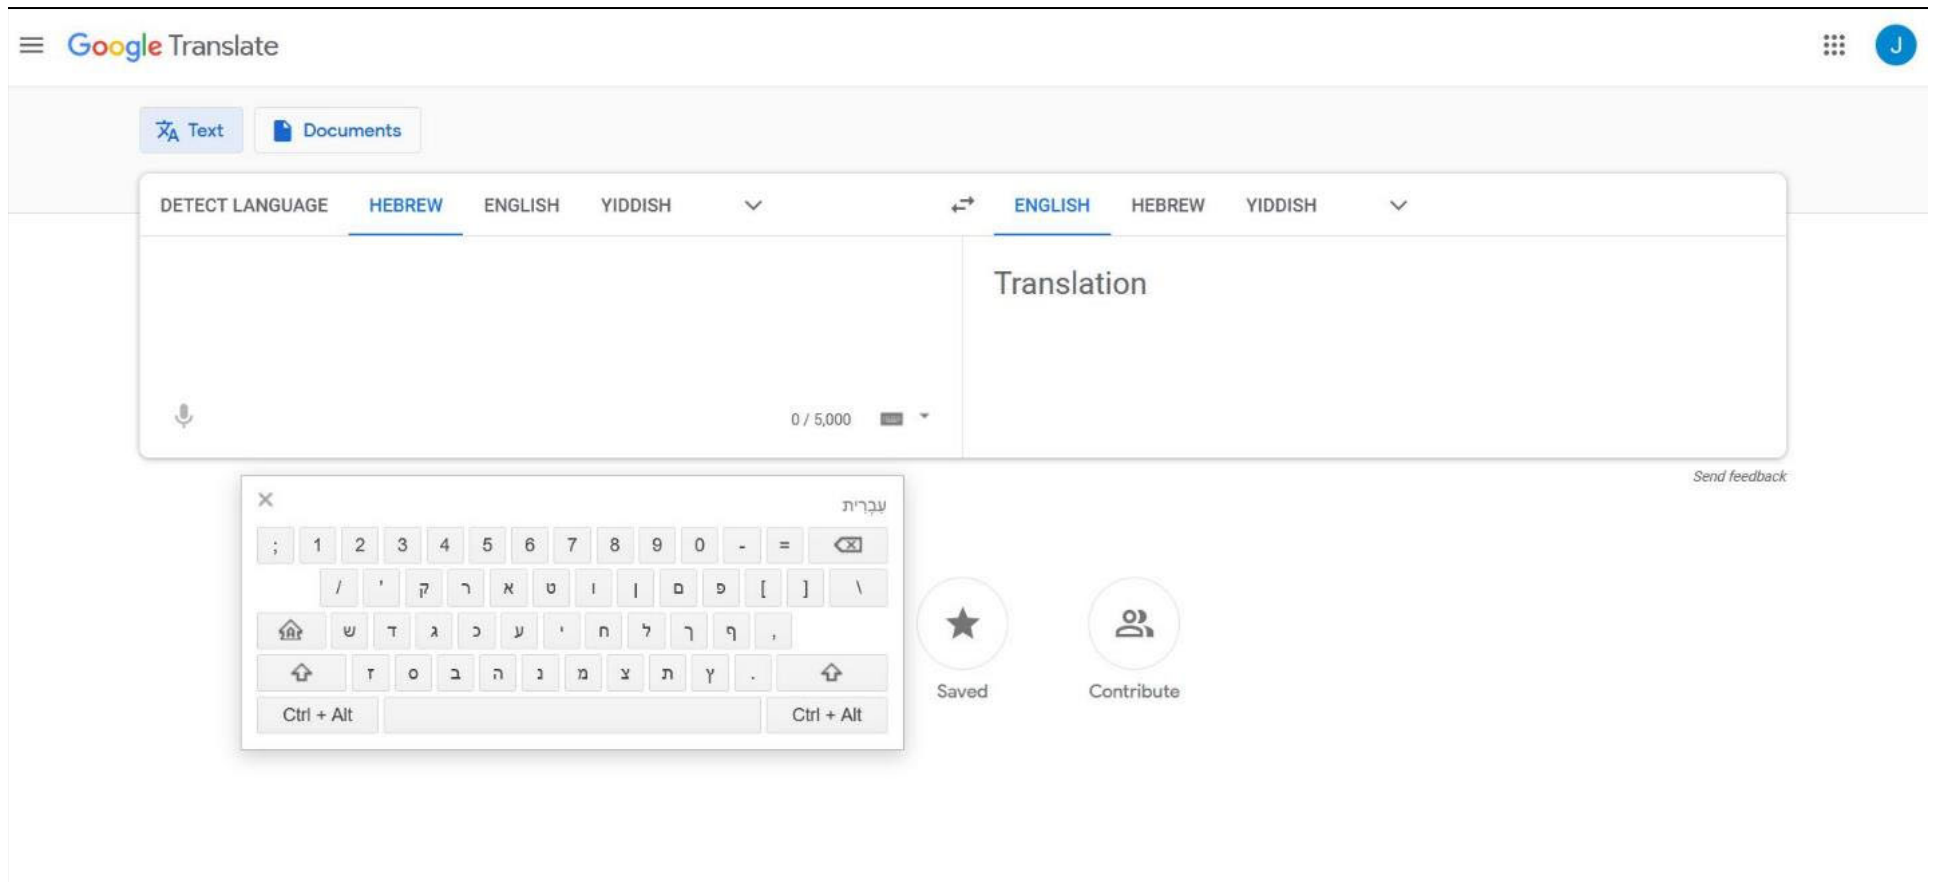 Google Translate
J
Text
Documents
DETECT LANGUAGE HEBREW ENGLISH YIDDISH
ENGLISH HEBREW YIDDISH
Translation
0 / 5,000
Send feedback
עִבְרִית
; 1 2 3 4 5 6 7 8 9 0 - =
/ ' ק ר א ט ו ן ם פ [ ] \
ש ד ג כ ע י ח ל ך ף ,
ז ס ב ה נ מ צ ת ץ .
Ctrl + Alt Ctrl + Alt
Saved
Contribute